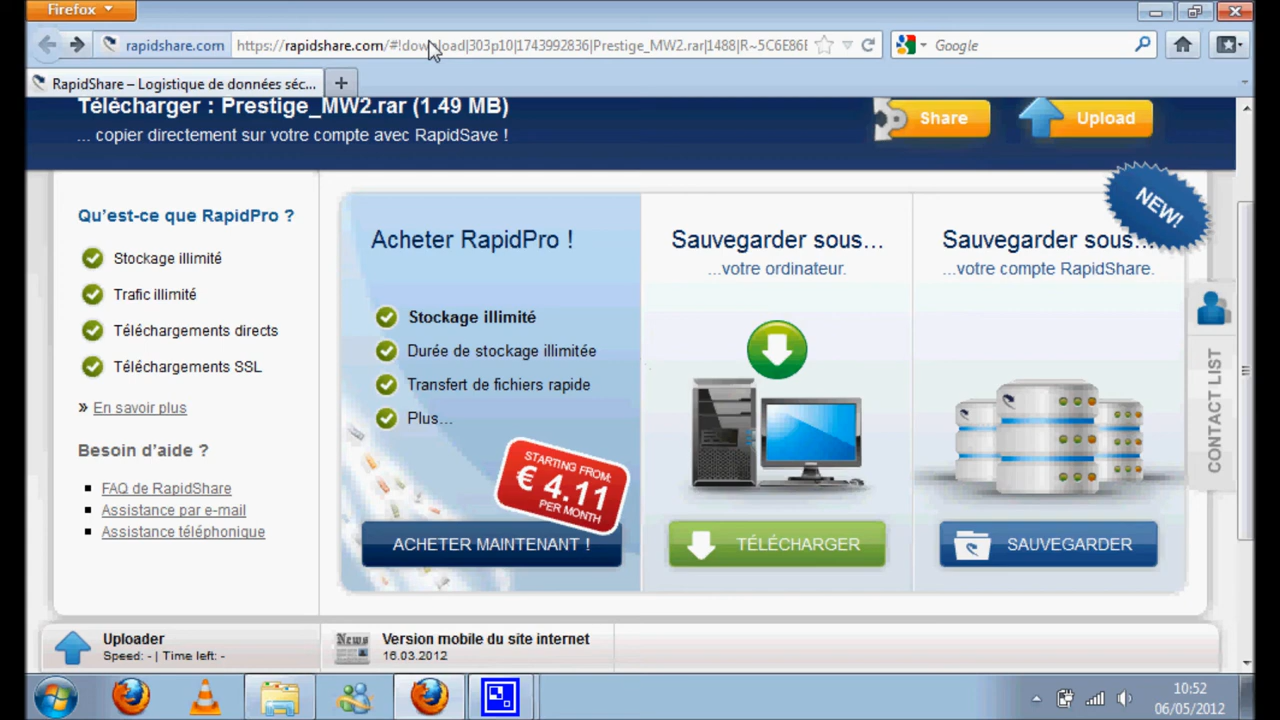 Firefox
rapidshare.com
https://rapidshare.com/#!download|303p10|1743992836|Prestige_MW2.rar|1488|R~5C6E86E
Google
RapidShare – Logistique de données séc...
Télécharger : Prestige_MW2.rar (1.49 MB)
... copier directement sur votre compte avec RapidSave !
Share
Upload
NEW!
Qu'est-ce que RapidPro ?
Stockage illimité
Trafic illimité
Téléchargements directs
Téléchargements SSL
» En savoir plus
Besoin d'aide ?
FAQ de RapidShare
Assistance par e-mail
Assistance téléphonique
Acheter RapidPro !
Stockage illimité
Durée de stockage illimitée
Transfert de fichiers rapide
Plus...
STARTING FROM:
€ 4.11
PER MONTH
ACHETER MAINTENANT !
Sauvegarder sous...
...votre ordinateur.
TÉLÉCHARGER
Sauvegarder sous...
...votre compte RapidShare.
SAUVEGARDER
CONTACT LIST
Uploader
Speed: - | Time left: -
News
Version mobile du site internet
16.03.2012
10:52
06/05/2012